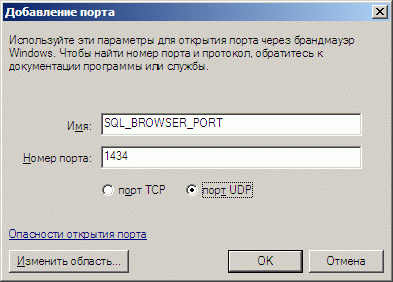 Добавление порта
Используйте эти параметры для открытия порта через брандмауэр
Windows. Чтобы найти номер порта и протокол, обратитесь к
документации программы или службы.
Имя: SQL_BROWSER_PORT
Номер порта: 1434
порт TCP порт UDP
Опасности открытия порта
Изменить область... OK Отмена